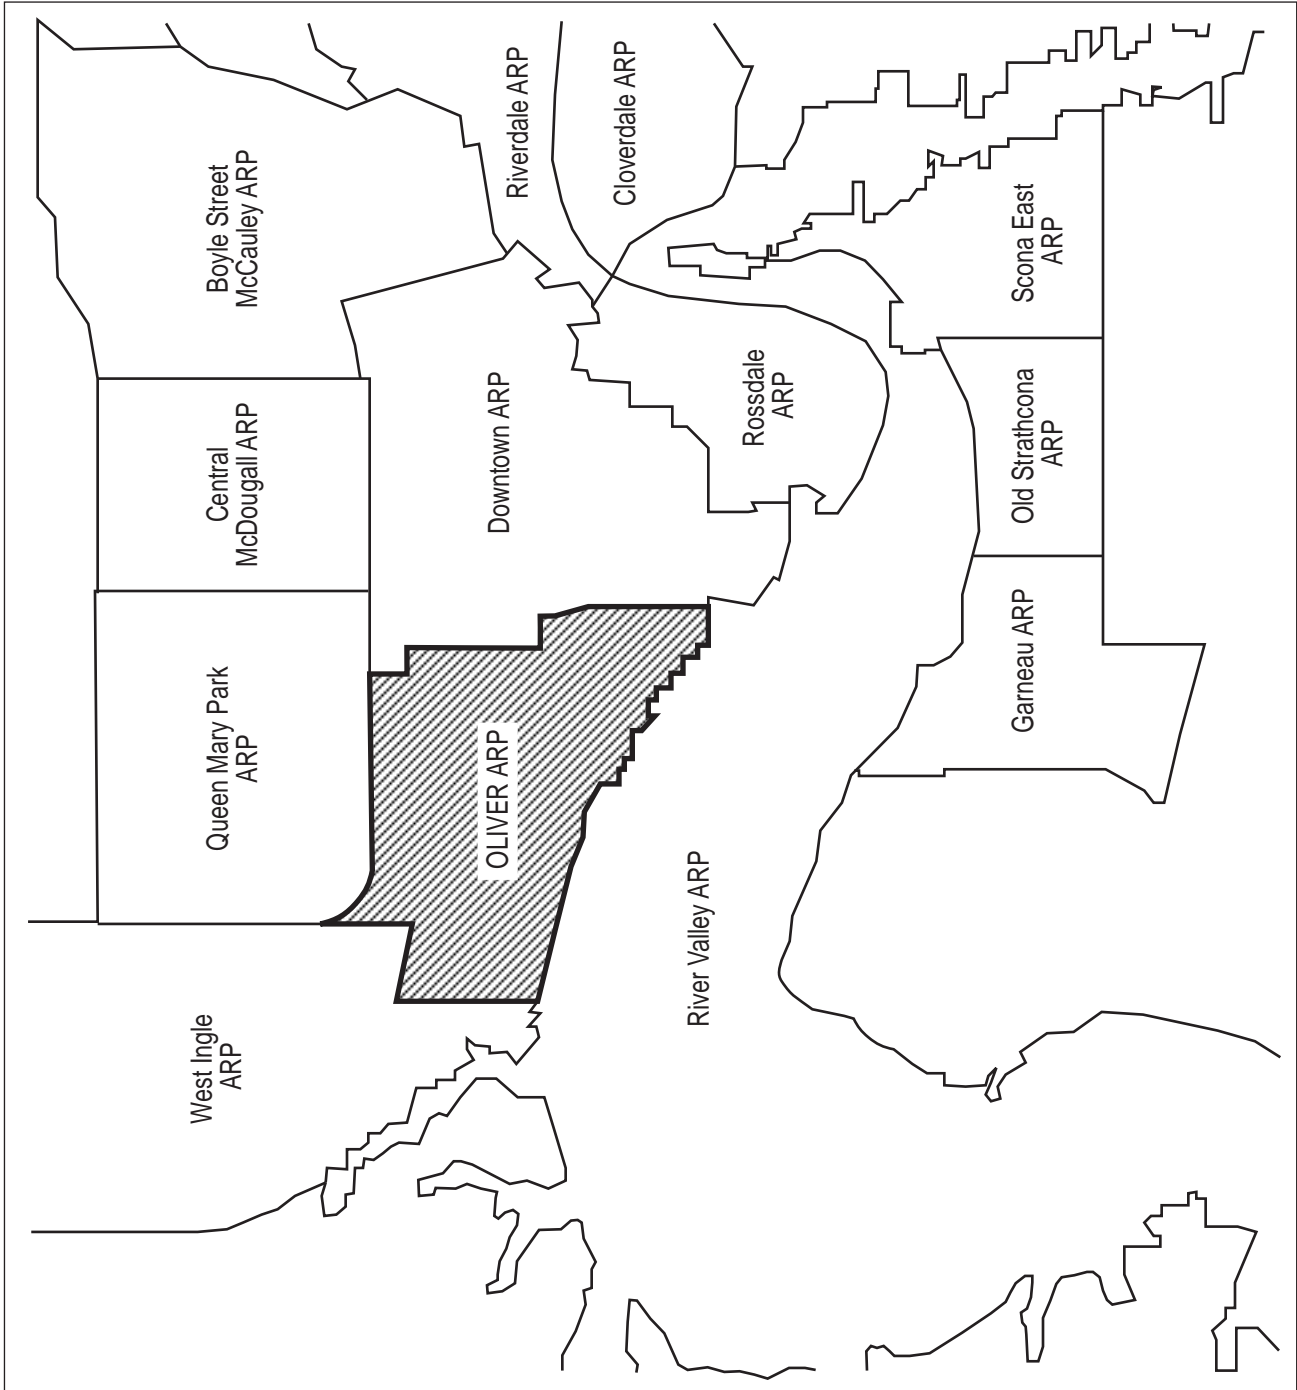 West Ingle
ARP
Queen Mary Park
ARP
Central
McDougall ARP
Boyle Street
McCauley ARP
OLIVER ARP
Downtown ARP
Riverdale ARP
Cloverdale ARP
River Valley ARP
Rossdale
ARP
Garneau ARP
Old Strathcona
ARP
Scona East
ARP